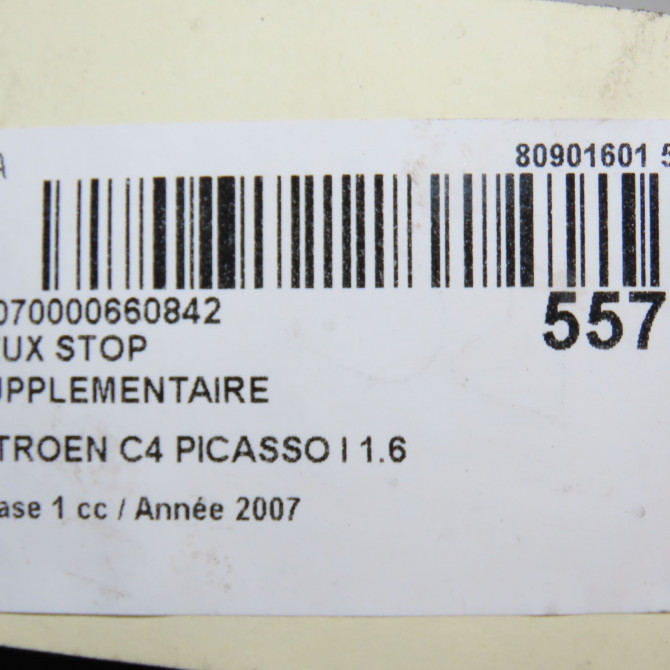 A
80901601 5
070000660842
557
UX STOP
UPPLEMENTAIRE
TROEN C4 PICASSO I 1.6
ase 1 cc / Année 2007